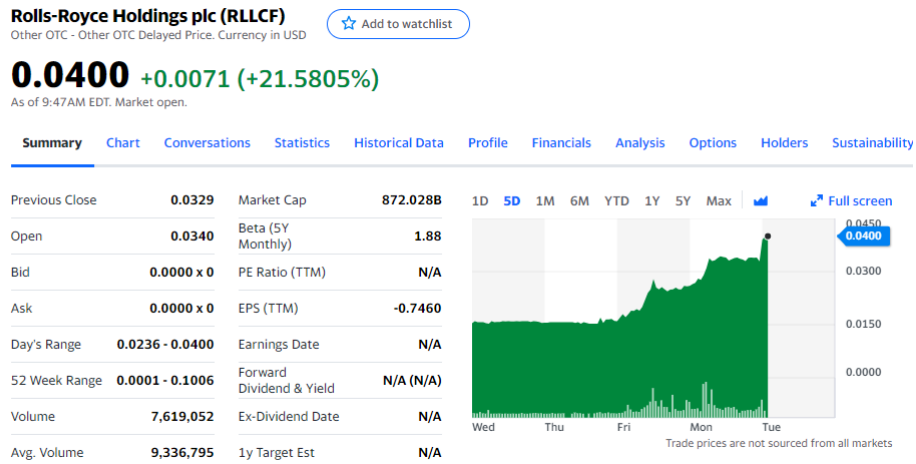 Rolls-Royce Holdings plc (RLLCF)
Add to watchlist
Other OTC - Other OTC Delayed Price. Currency in USD
0.0400 +0.0071 (+21.5805%)
As of 9:47AM EDT. Market open.
Summary Chart Conversations Statistics Historical Data Profile Financials Analysis Options Holders Sustainability
Previous Close 0.0329
Open 0.0340
Bid 0.0000 x 0
Ask 0.0000 x 0
Day's Range 0.0236 - 0.0400
52 Week Range 0.0001 - 0.1006
Volume 7,619,052
Avg. Volume 9,336,795
Market Cap 872.028B
Beta (5Y
Monthly) 1.88
PE Ratio (TTM) N/A
EPS (TTM) -0.7460
Earnings Date N/A
Forward
Dividend & Yield N/A (N/A)
Ex-Dividend Date N/A
1y Target Est N/A
1D 5D 1M 6M YTD 1Y 5Y Max Full screen
0.0450
0.0400
0.0300
0.0150
0.0000
Wed Thu Fri Mon Tue
Trade prices are not sourced from all markets